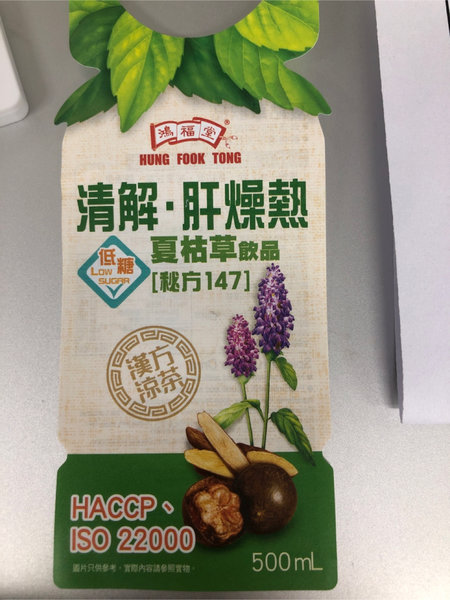 鴻福堂®
HUNG FOOK TONG
清解·肝燥熱
低糖
LOW
SUGAR
夏枯草飲品
[秘方147]
漢方
涼茶
HACCP、
ISO 22000
500mL
圖片只供參考，實際內容請參照實物。